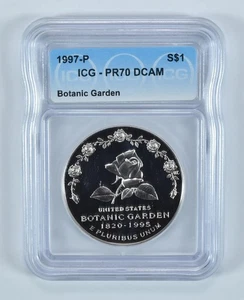 1997-P S$1
ICG - PR70 DCAM
Botanic Garden
UNITED STATES
BOTANIC GARDEN
1820-1995
E PLURIBUS UNUM